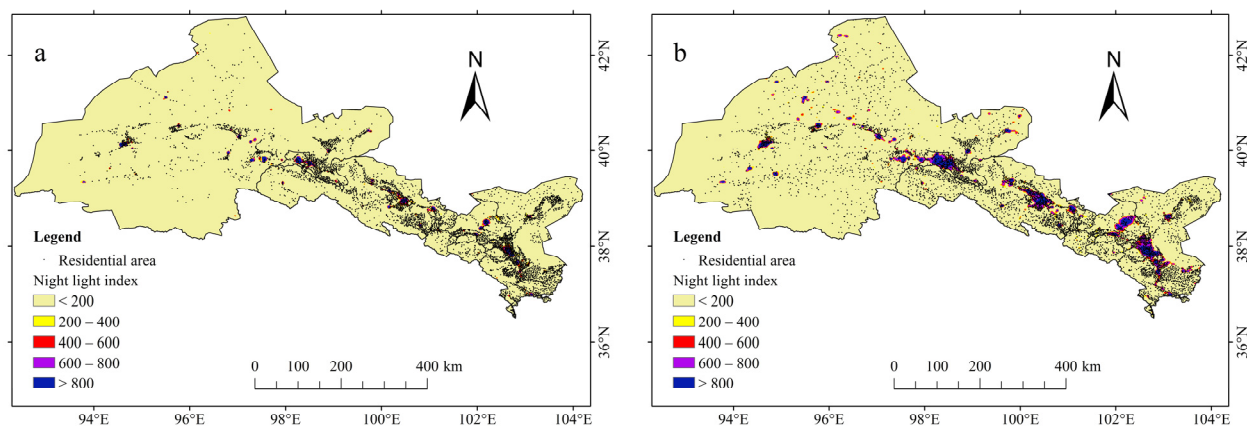 a
N
42°N
40°N
38°N
36°N
Legend
Residential area
Night light index
< 200
200 – 400
400 – 600
600 – 800
> 800
0 100 200 400 km
94°E 96°E 98°E 100°E 102°E 104°E
b
N
42°N
40°N
38°N
36°N
Legend
Residential area
Night light index
< 200
200 – 400
400 – 600
600 – 800
> 800
0 100 200 400 km
94°E 96°E 98°E 100°E 102°E 104°E